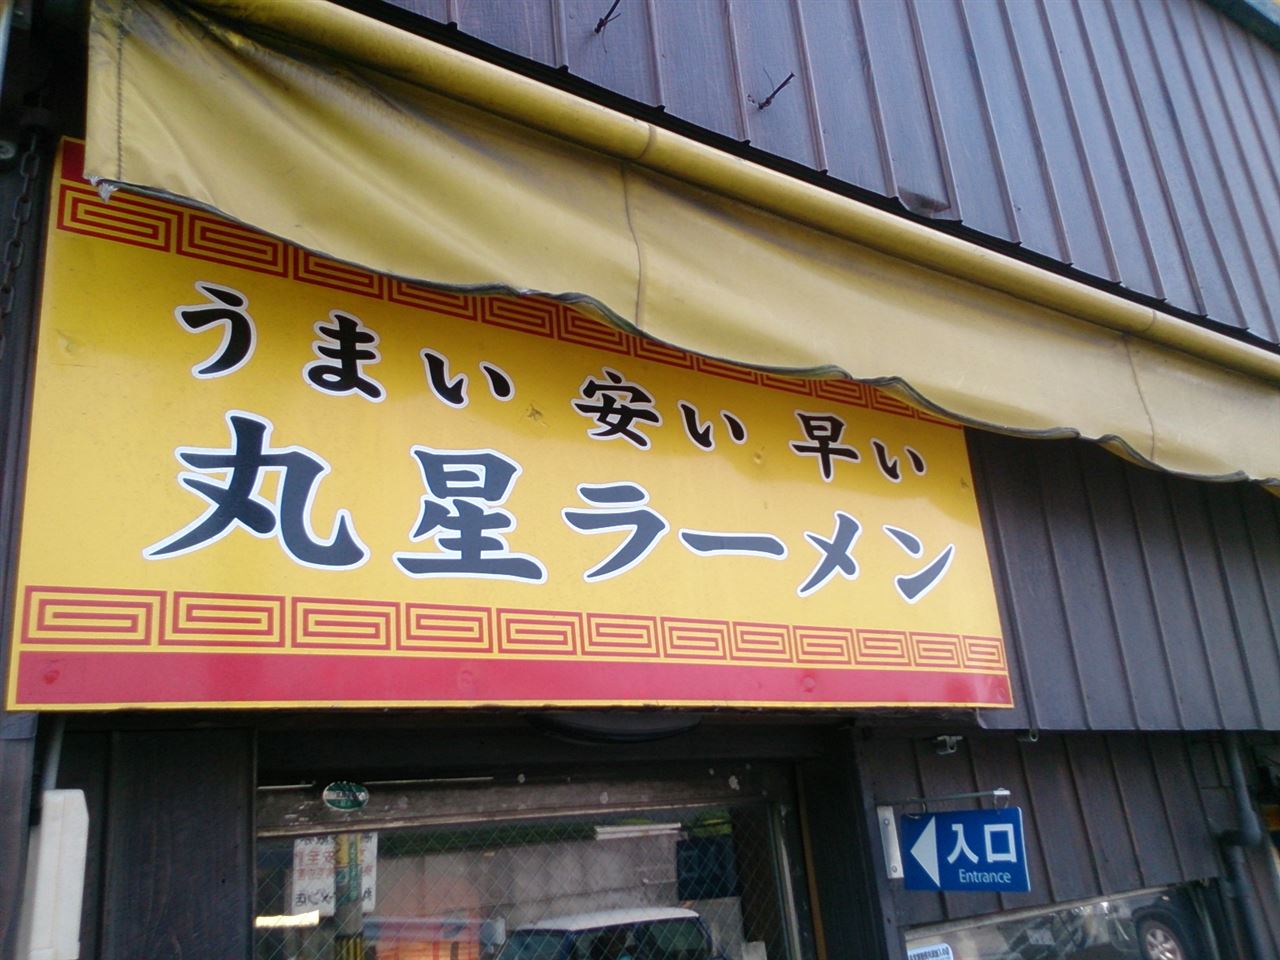 うまい 安い 早い
丸星ラーメン
入口
Entrance